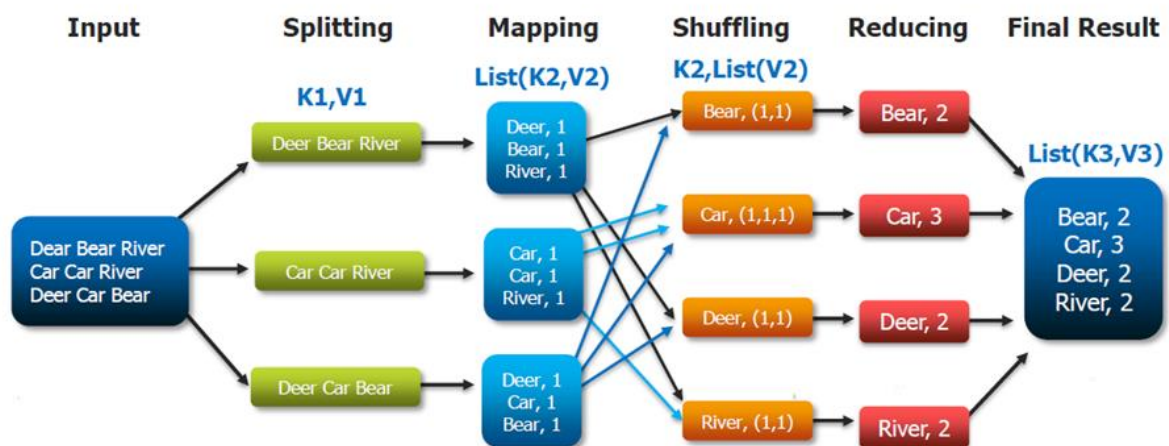 Input
Splitting
Mapping
Shuffling
Reducing
Final Result
K1,V1
List(K2,V2)
K2,List(V2)
List(K3,V3)
Dear Bear River
Car Car River
Deer Car Bear
Deer Bear River
Car Car River
Deer Car Bear
Deer, 1
Bear, 1
River, 1
Car, 1
Car, 1
River, 1
Deer, 1
Car, 1
Bear, 1
Bear, (1,1)
Car, (1,1,1)
Deer, (1,1)
River, (1,1)
Bear, 2
Car, 3
Deer, 2
River, 2
Bear, 2
Car, 3
Deer, 2
River, 2